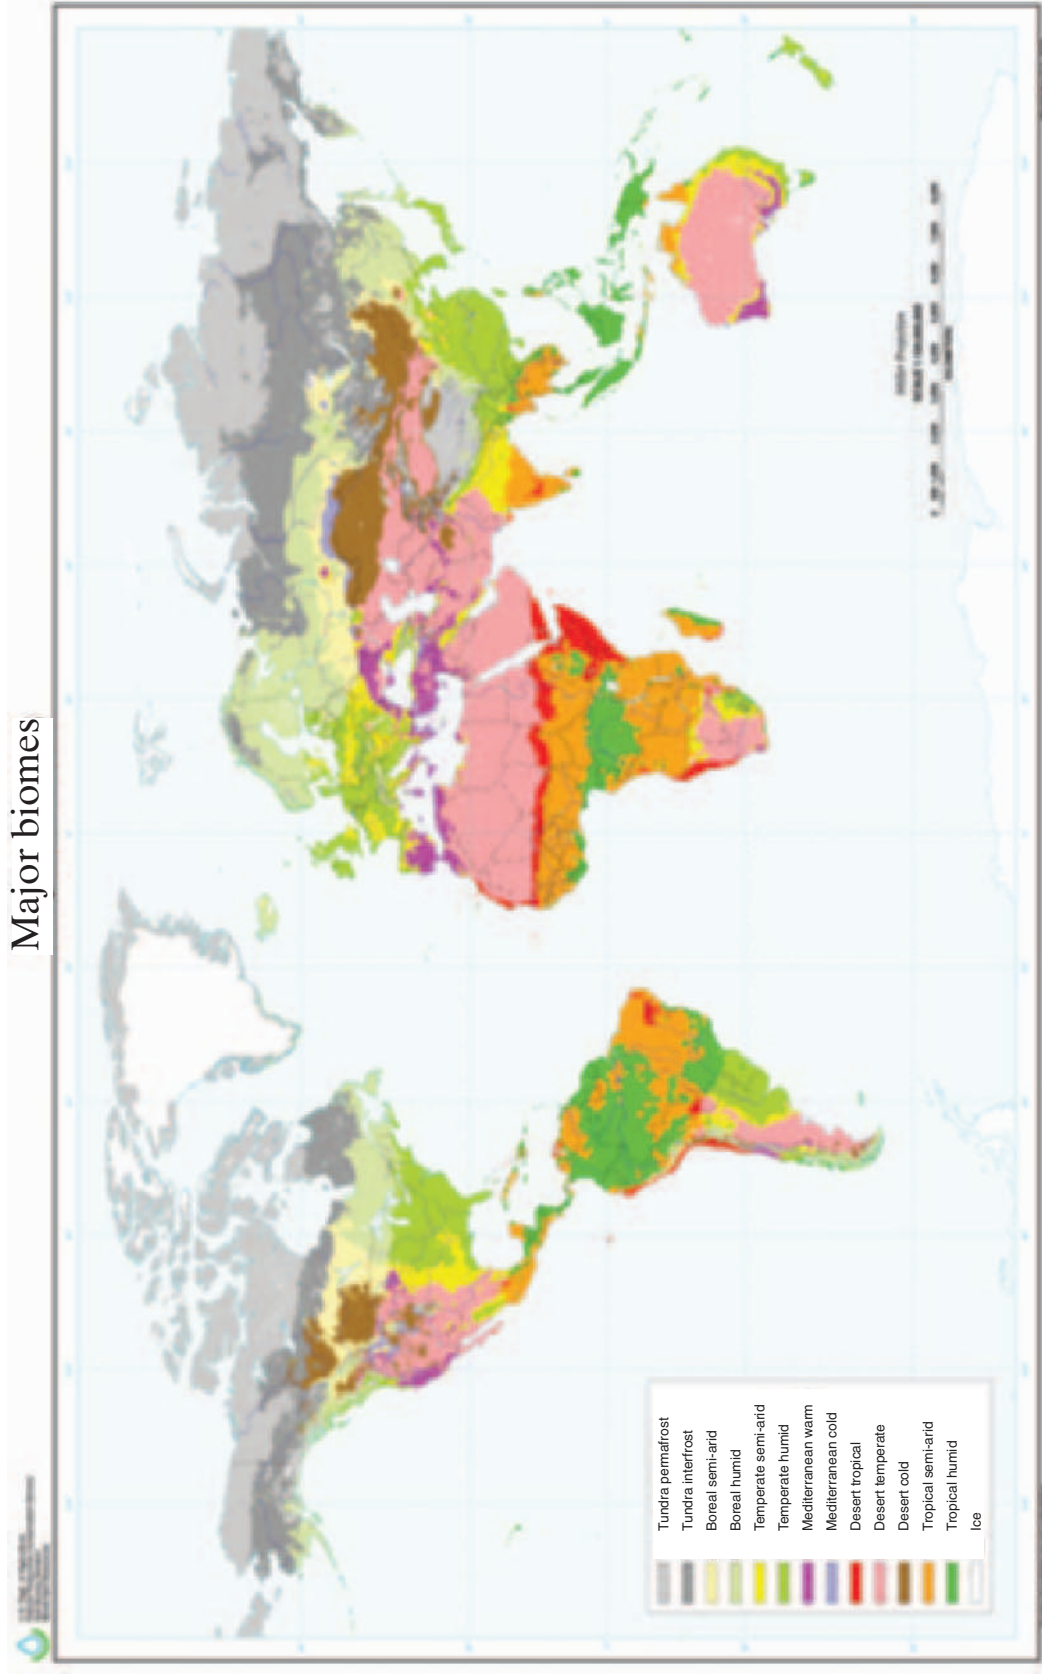 Major biomes
Tundra permafrost
Tundra interfrost
Boreal semi-arid
Boreal humid
Temperate semi-arid
Temperate humid
Mediterranean warm
Mediterranean cold
Desert tropical
Desert temperate
Desert cold
Tropical semi-arid
Tropical humid
Ice